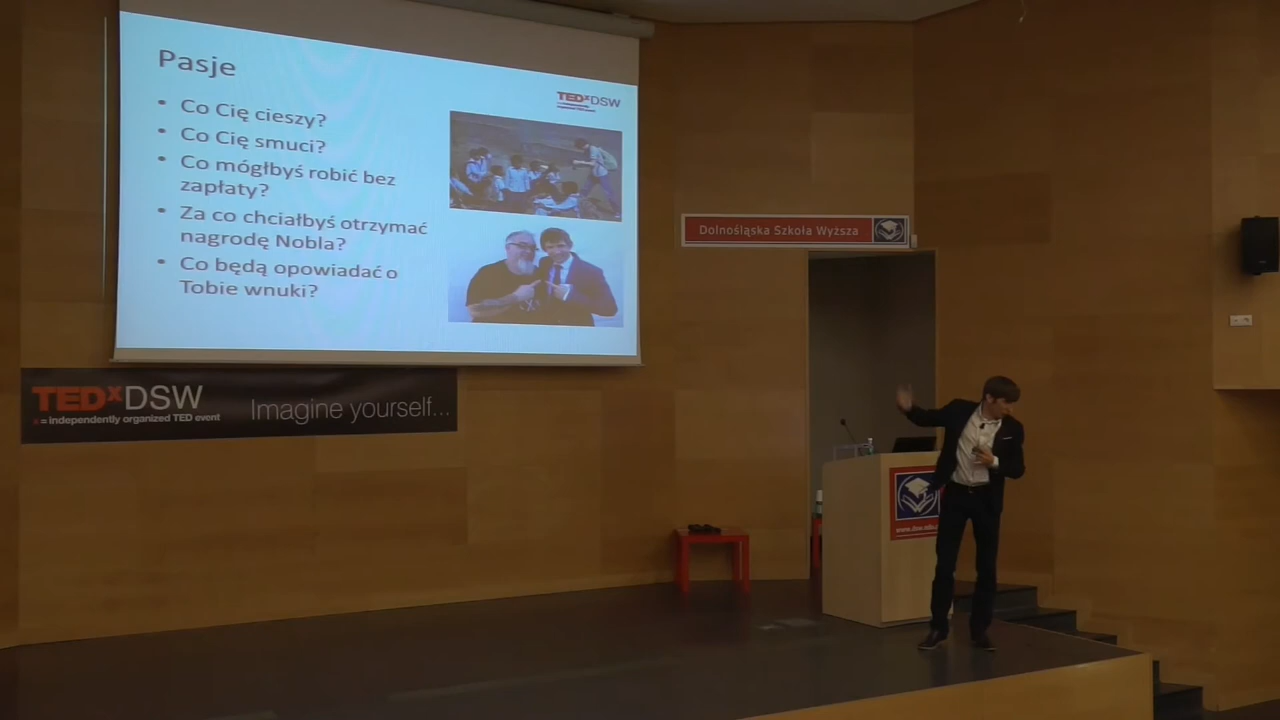 Pasje
TEDxDSW
• Co Cię cieszy?
• Co Cię smuci?
• Co mógłbyś robić bez
zapłaty?
• Za co chciałbyś otrzymać
nagrodę Nobla?
• Co będą opowiadać o
Tobie wnuki?
Dolnośląska Szkoła Wyższa
TEDxDSW
x = independently organized TED event
Imagine yourself...